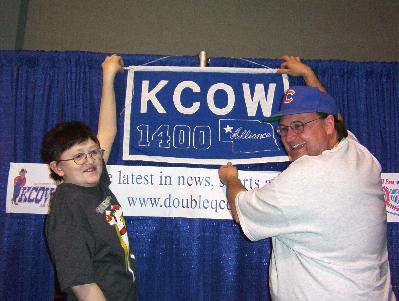 KCOW
1400 Alliance
KCOW
latest in news, sports
www.doubleq
C